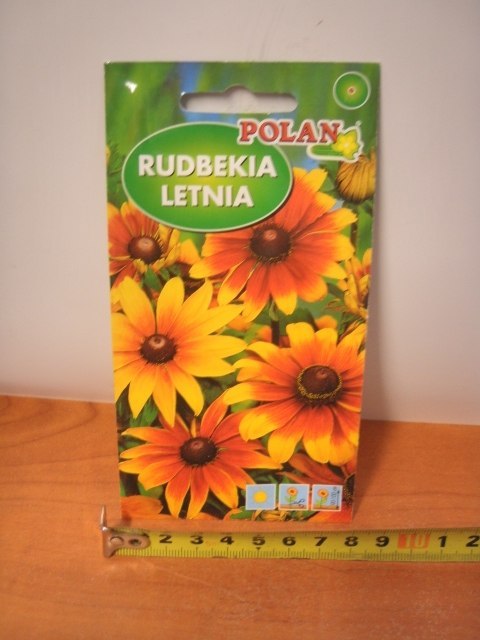 POLAN
RUDBEKIA
LETNIA
2 3 4 5 6 7 8 9 10 1 2